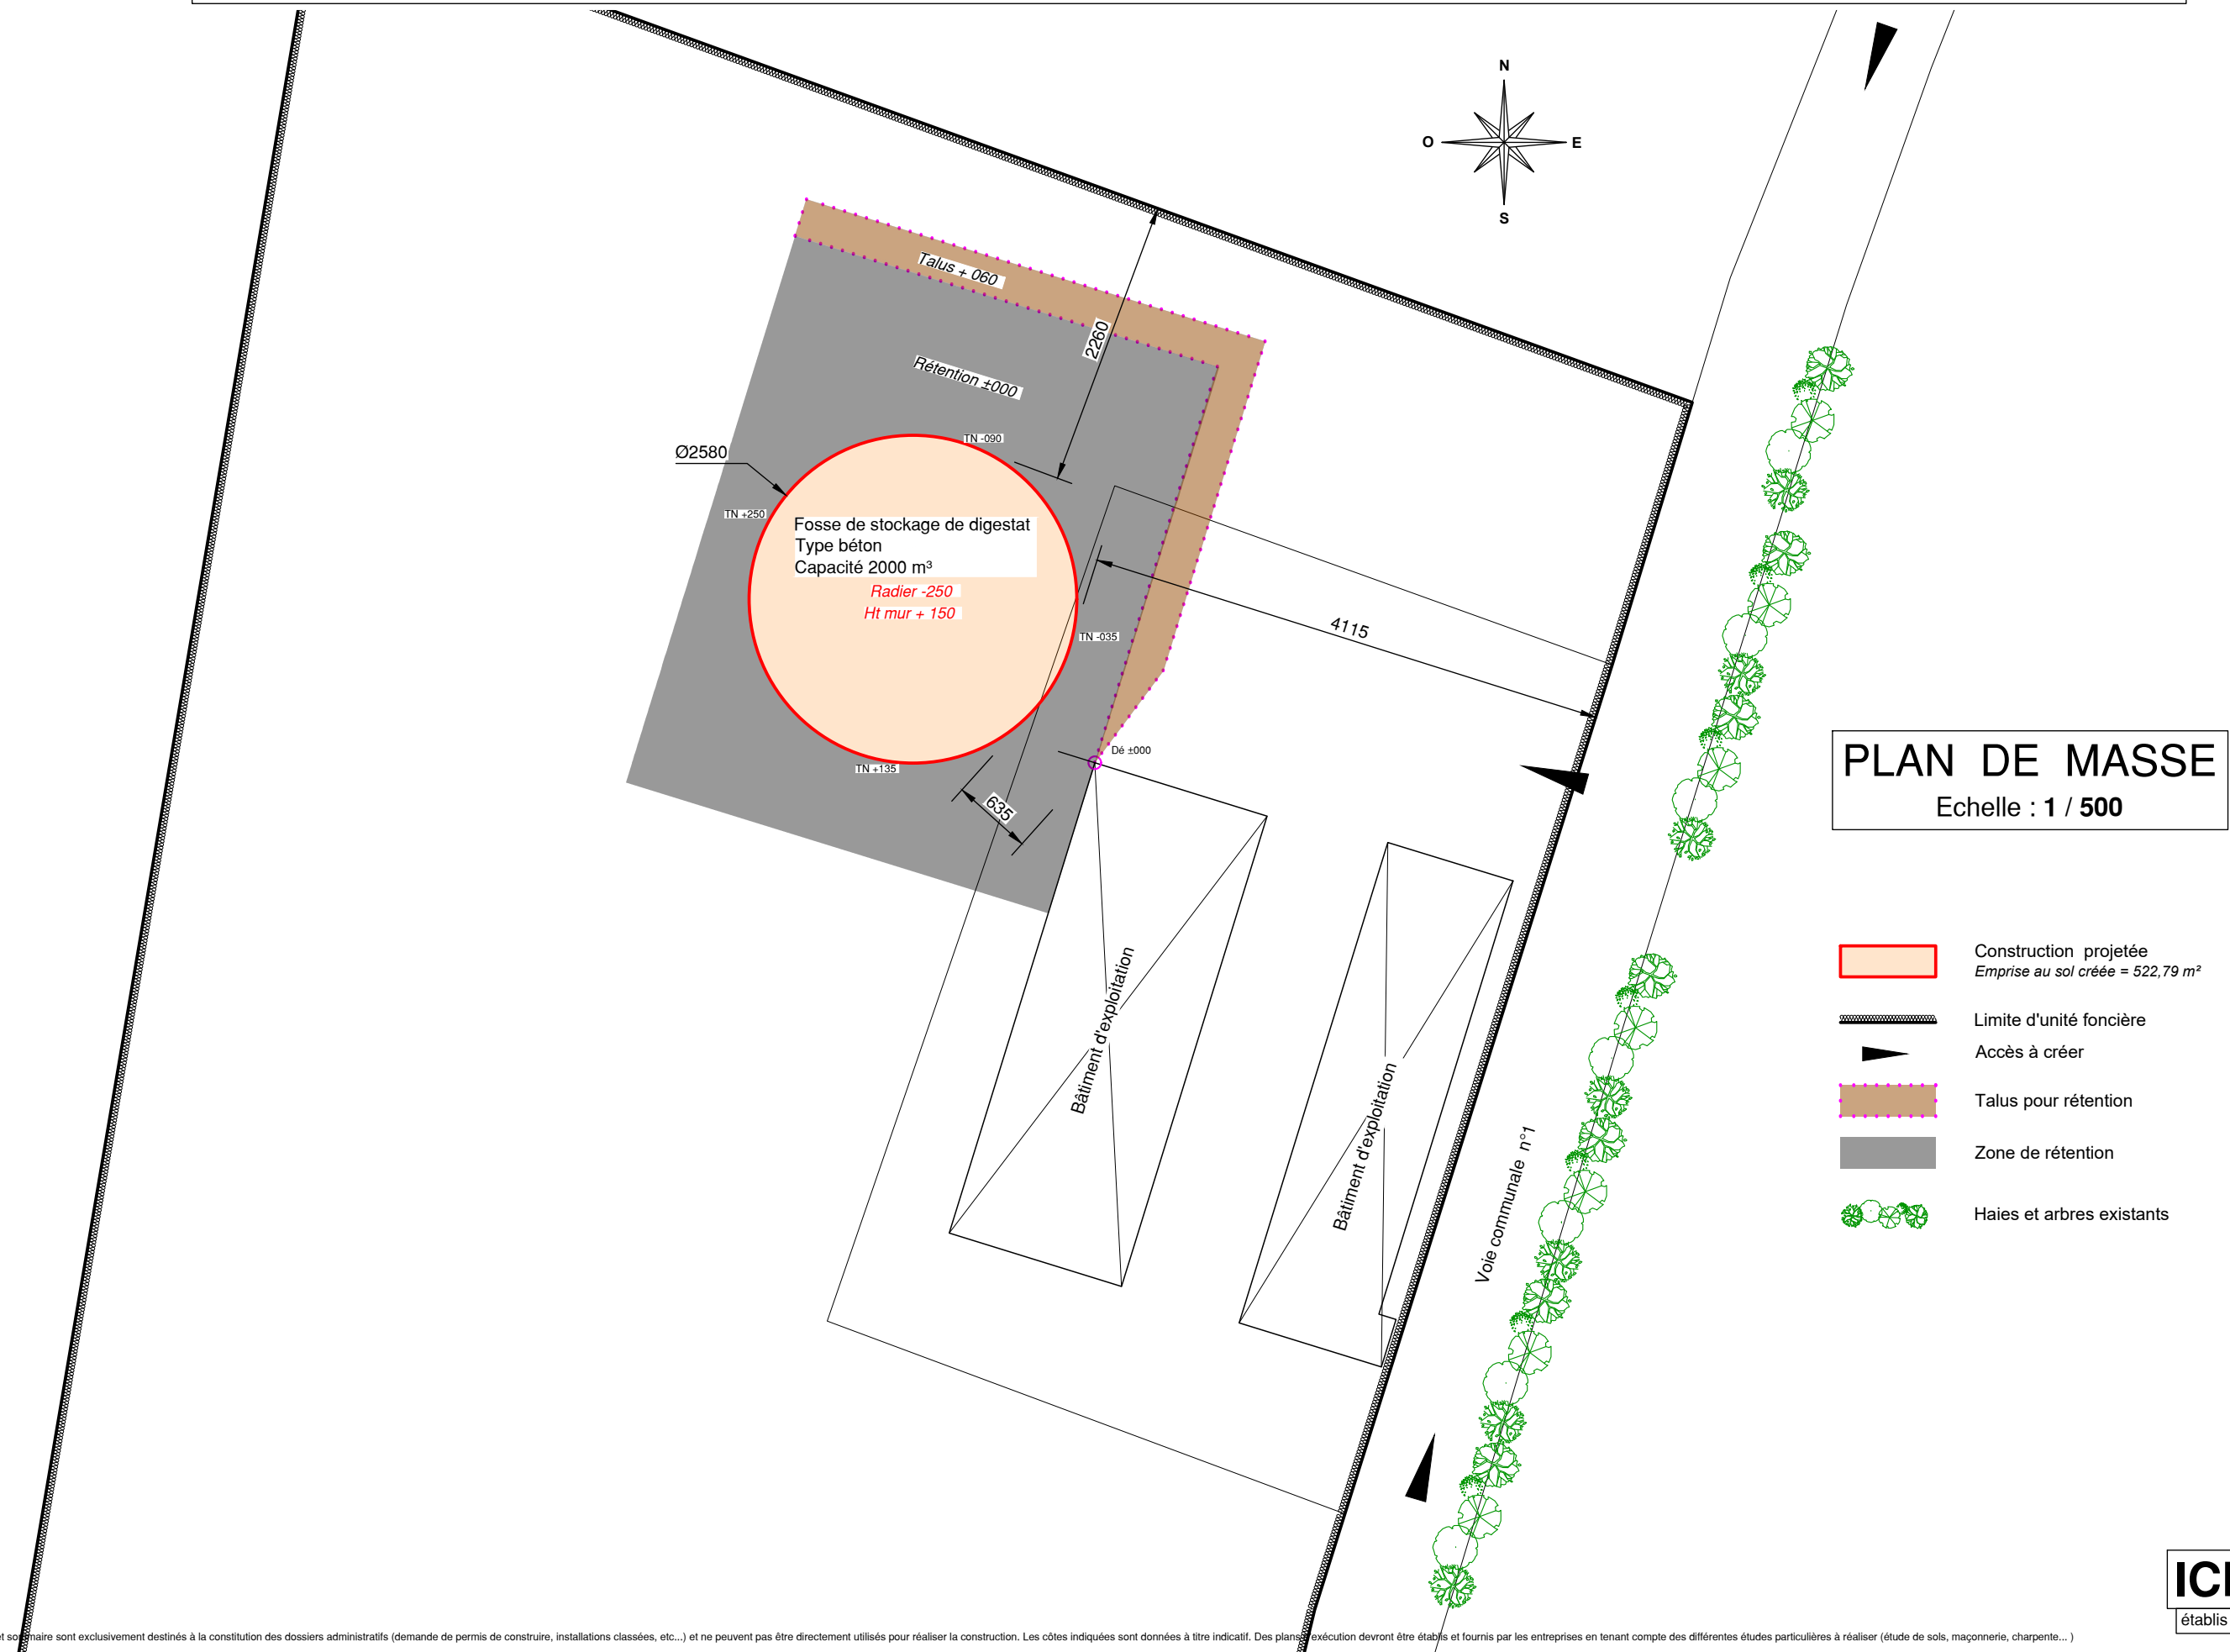 N
O
E
S
Talus + 060
2260
Rétention ±000
TN -090
Ø2580
TN +250
Fosse de stockage de digestat
Type béton
Capacité 2000 m³
Radier -250
Ht mur + 150
TN -035
4115
Dé ±000
TN +135
635
PLAN DE MASSE
Echelle : 1 / 500
Bâtiment d'exploitation
Bâtiment d'exploitation
Voie communale n°1
Construction projetée
Emprise au sol créée = 522,79 m²
Limite d'unité foncière
Accès à créer
Talus pour rétention
Zone de rétention
Haies et arbres existants
établis
et sommaire sont exclusivement destinés à la constitution des dossiers administratifs (demande de permis de construire, installations classées, etc...) et ne peuvent pas être directement utilisés pour réaliser la construction. Les côtes indiquées sont données à titre indicatif. Des plans exécution devront être établis et fournis par les entreprises en tenant compte des différentes études particulières à réaliser (étude de sols, maçonnerie, charpente... )